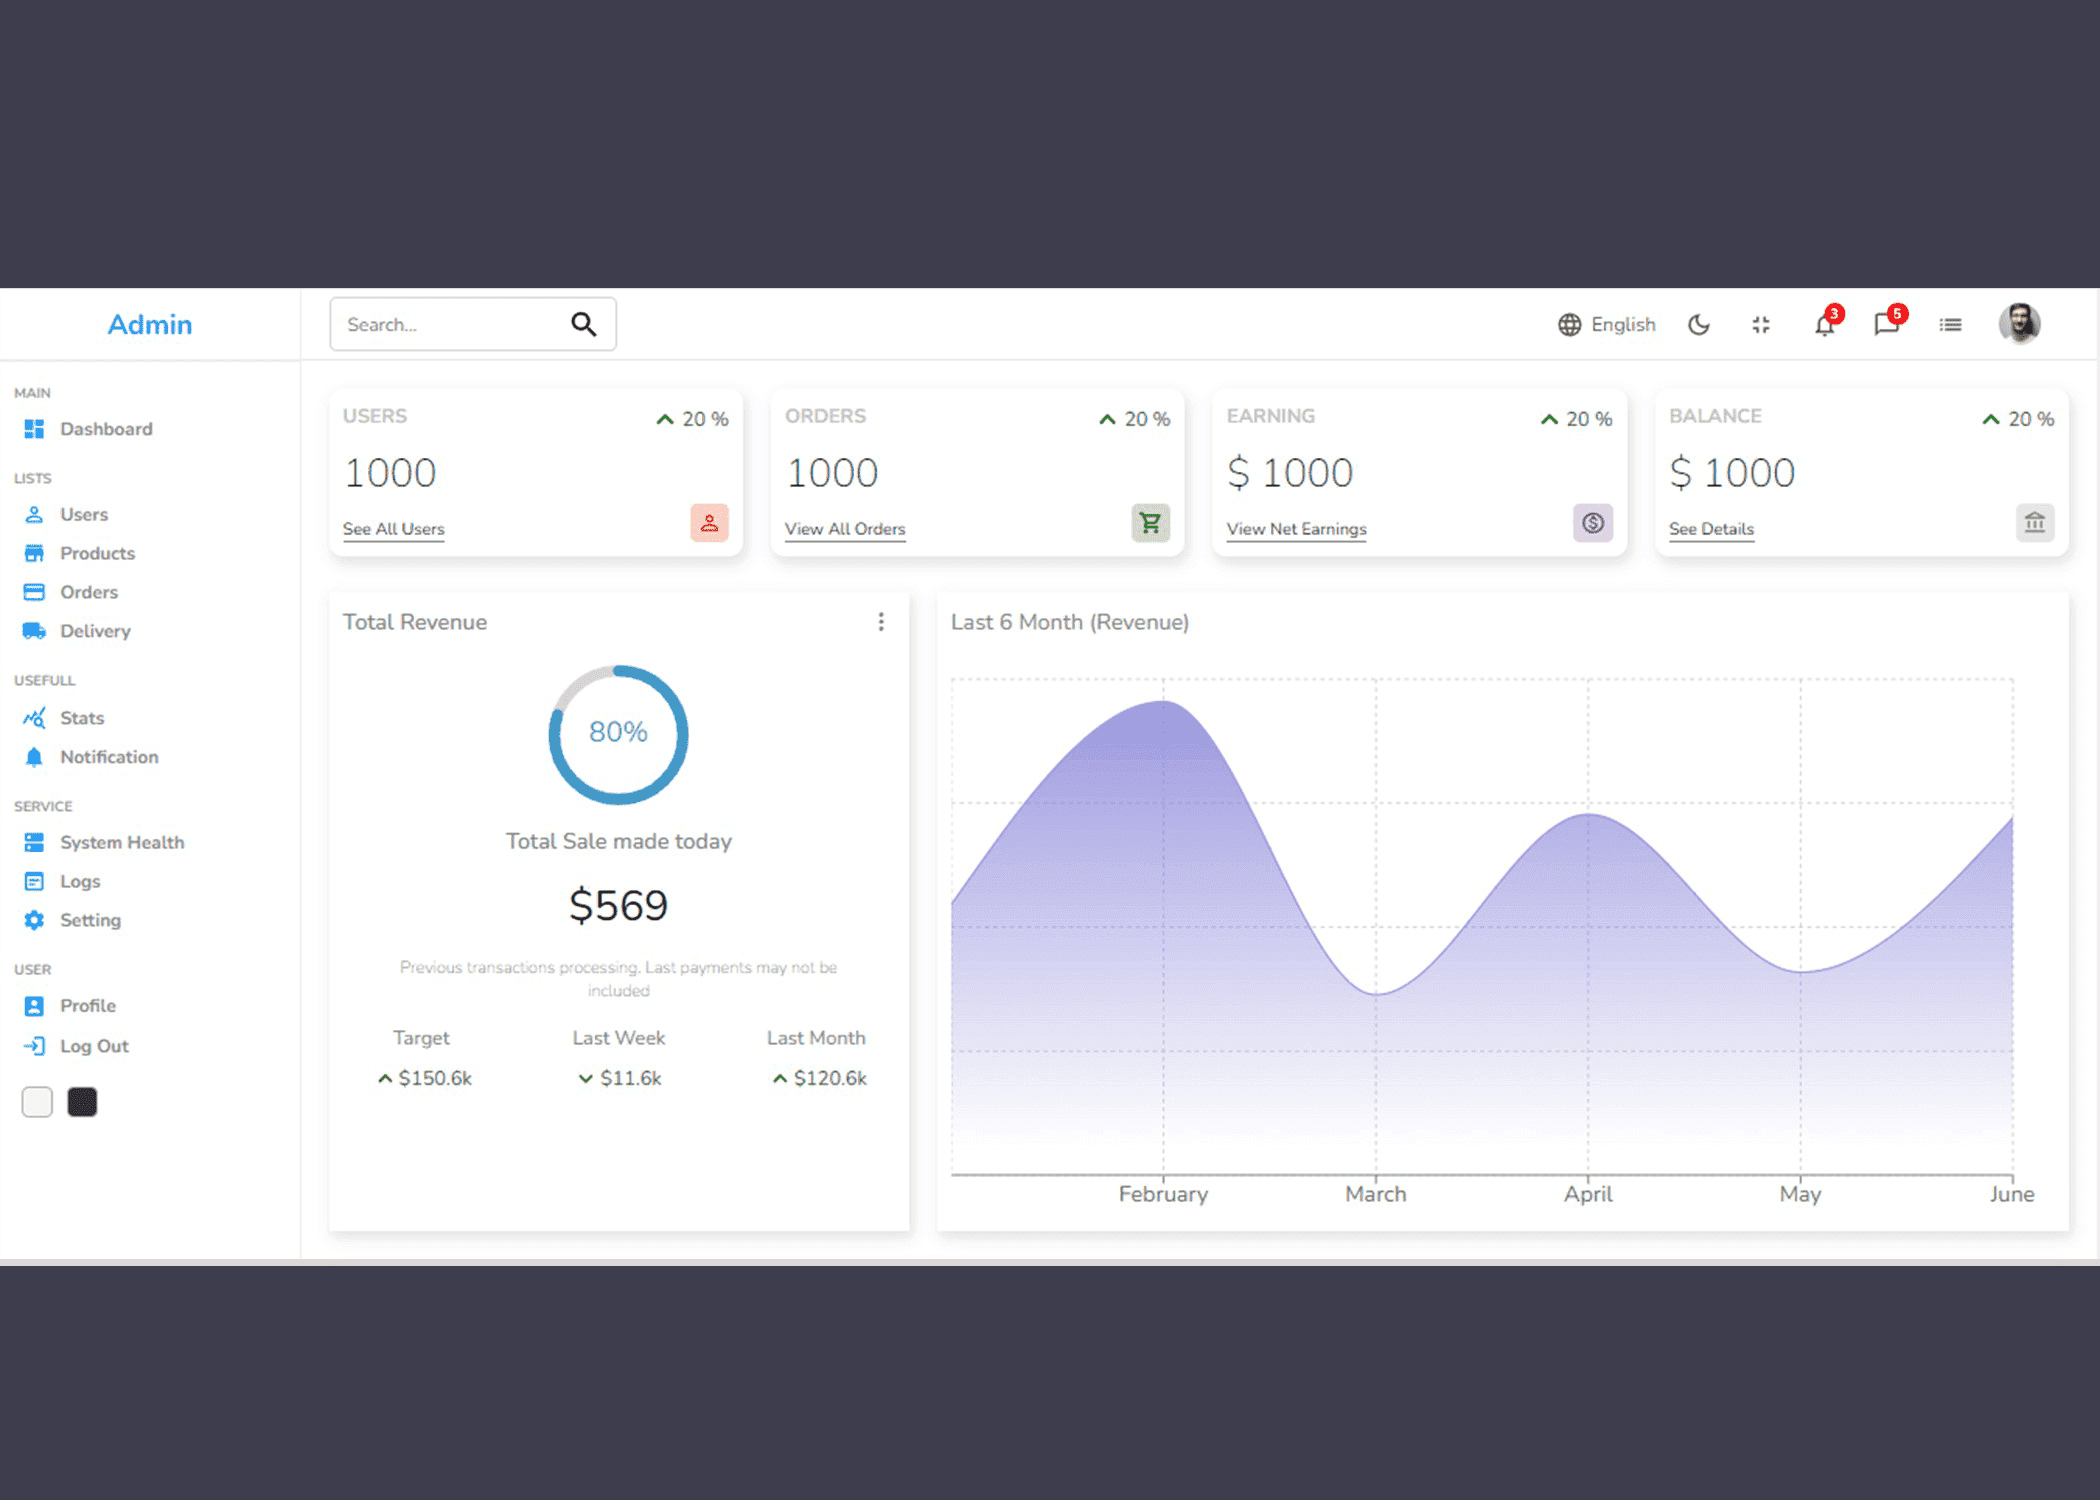 Admin
Search...
English
3
5
MAIN
Dashboard
LISTS
Users
Products
Orders
Delivery
USEFULL
Stats
Notification
SERVICE
System Health
Logs
Setting
USER
Profile
Log Out
USERS
20 %
1000
See All Users
ORDERS
20 %
1000
View All Orders
EARNING
20 %
$ 1000
View Net Earnings
BALANCE
20 %
$ 1000
See Details
Total Revenue
80%
Total Sale made today
$569
Previous transactions processing. Last payments may not be
included
Target
Last Week
Last Month
$150.6k
$11.6k
$120.6k
Last 6 Month (Revenue)
February
March
April
May
June